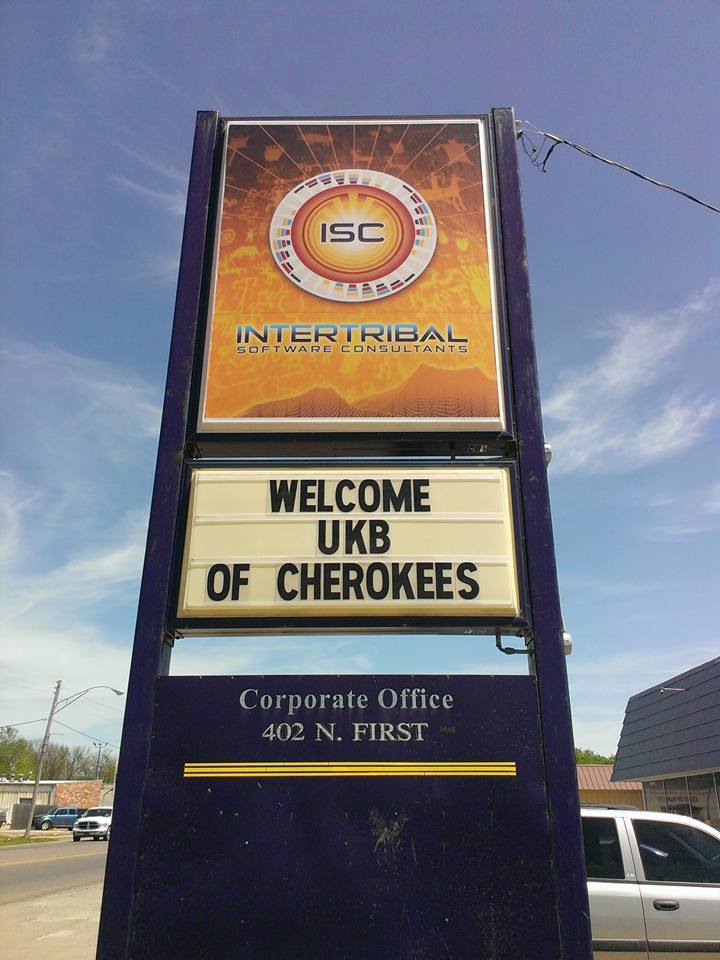 ISC
INTERTRIBAL
SOFTWARE CONSULTANTS
WELCOME
UKB
OF CHEROKEES
Corporate Office
402 N. FIRST